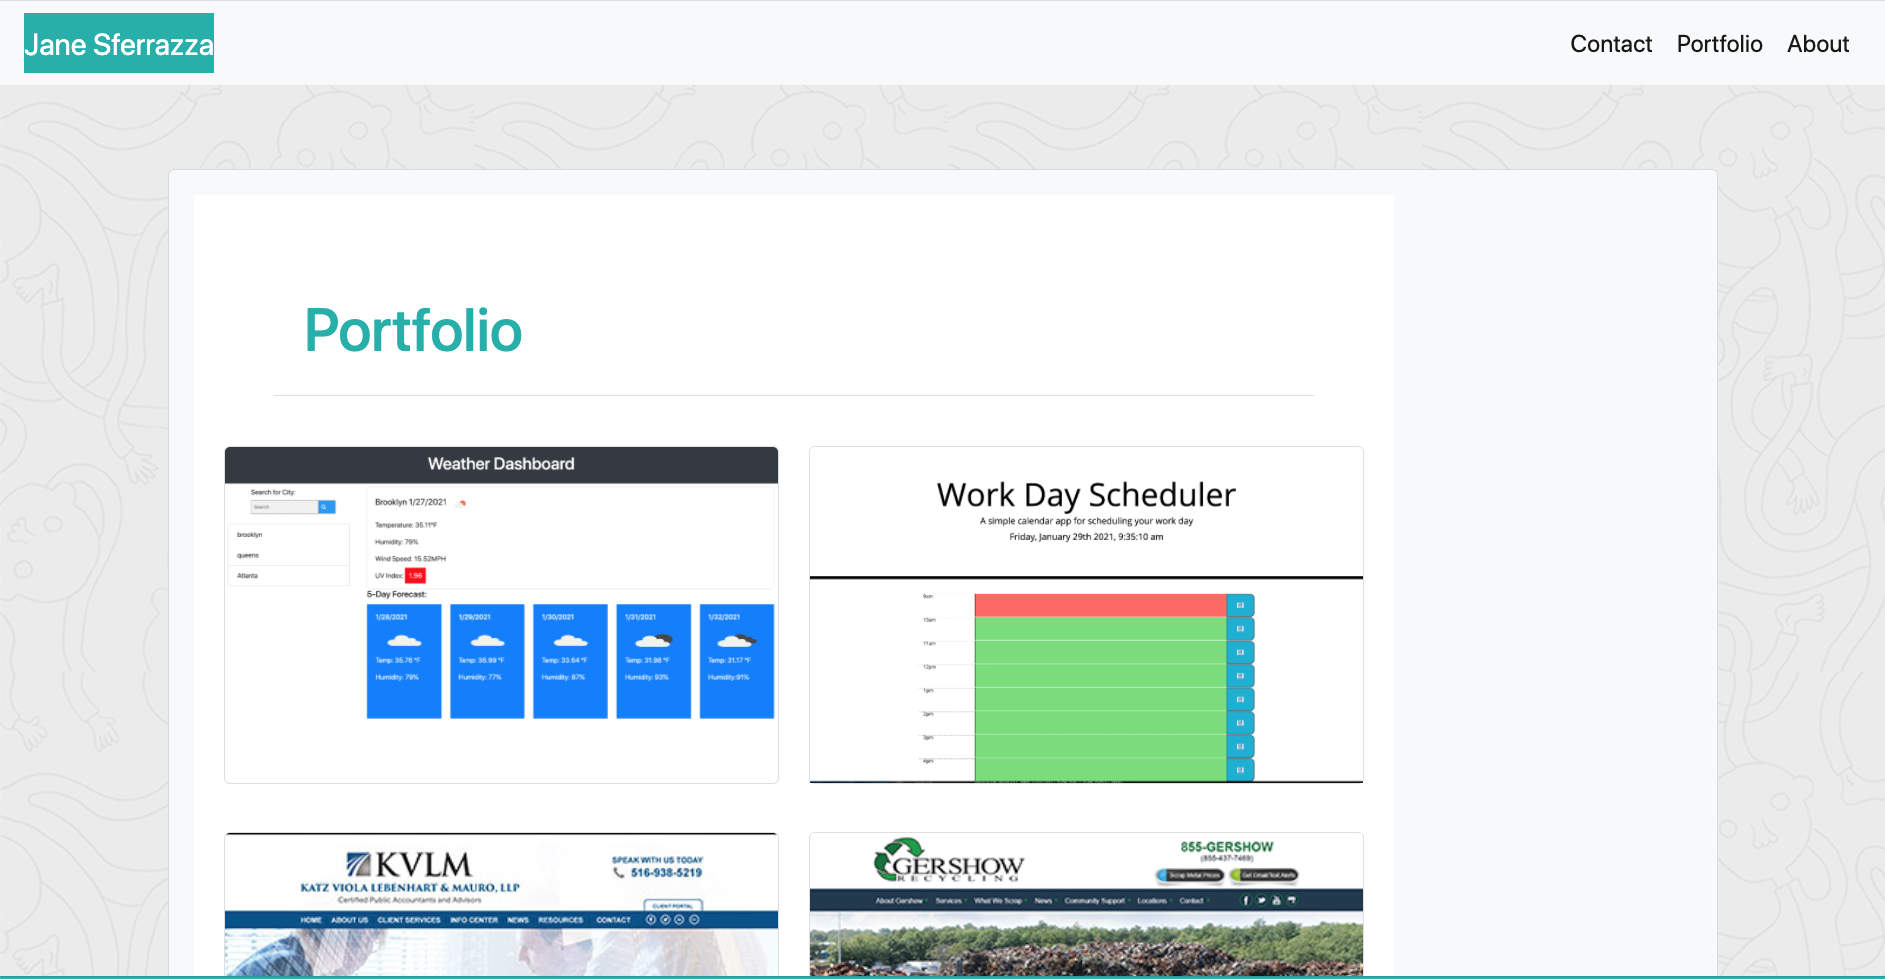 Jane Sferrazza
Contact Portfolio About
Portfolio
Weather Dashboard
Search for City:
Search
brooklyn
queens
Atlanta
Brooklyn 1/27/2021
Temperature: 35.11°F
Humidity: 79%
Wind Speed: 15.52MPH
UV Index: 1.96
5-Day Forecast:
1/28/2021 1/29/2021 1/30/2021 1/31/2021 1/32/2021
Temp: 35.76 °F Temp: 36.99 °F Temp: 33.64 °F Temp: 31.98 °F Temp: 31.17 °F
Humidity: 79% Humidity: 77% Humidity: 87% Humidity: 93% Humidity:91%
Work Day Scheduler
A simple calendar app for scheduling your work day
Friday, January 29th 2021, 9:35:10 am
9am
10am
11am
12pm
1pm
2pm
3pm
4pm
KVLM
KATZ VIOLA LEBENHART & MAURO, LLP
Certified Public Accountants and Advisors
SPEAK WITH US TODAY
516-938-5219
CLIENT PORTAL
HOME ABOUT US CLIENT SERVICES INFO CENTER NEWS RESOURCES CONTACT
GERSHOW
RECYCLING
855-GERSHOW
(855-437-7469)
Scrap Metal Prices Get Email/Text Alerts
About Gershow Services What We Scrap News Community Support Locations Contact